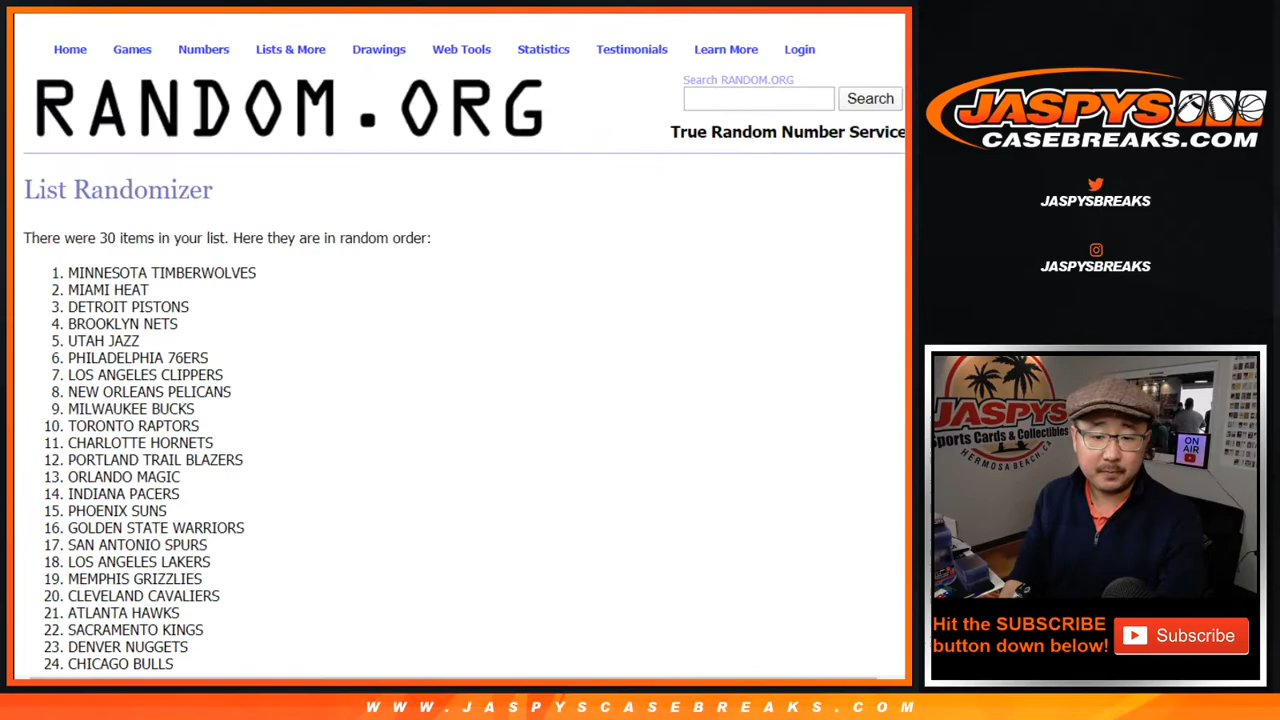 Home Games Numbers Lists & More Drawings Web Tools Statistics Testimonials Learn More Login
RANDOM.ORG
Search RANDOM.ORG
Search
True Random Number Service
List Randomizer
There were 30 items in your list. Here they are in random order:
1. MINNESOTA TIMBERWOLVES
2. MIAMI HEAT
3. DETROIT PISTONS
4. BROOKLYN NETS
5. UTAH JAZZ
6. PHILADELPHIA 76ERS
7. LOS ANGELES CLIPPERS
8. NEW ORLEANS PELICANS
9. MILWAUKEE BUCKS
10. TORONTO RAPTORS
11. CHARLOTTE HORNETS
12. PORTLAND TRAIL BLAZERS
13. ORLANDO MAGIC
14. INDIANA PACERS
15. PHOENIX SUNS
16. GOLDEN STATE WARRIORS
17. SAN ANTONIO SPURS
18. LOS ANGELES LAKERS
19. MEMPHIS GRIZZLIES
20. CLEVELAND CAVALIERS
21. ATLANTA HAWKS
22. SACRAMENTO KINGS
23. DENVER NUGGETS
24. CHICAGO BULLS
JASPYS
CASEBREAKS.COM
JASPYSBREAKS
JASPYSBREAKS
JASPYS
Sports Cards & Collectibles
HERMOSA BEACH, CA
ON
AIR
Hit the SUBSCRIBE
button down below!
Subscribe
WWW.JASPYSCASEBREAKS.COM